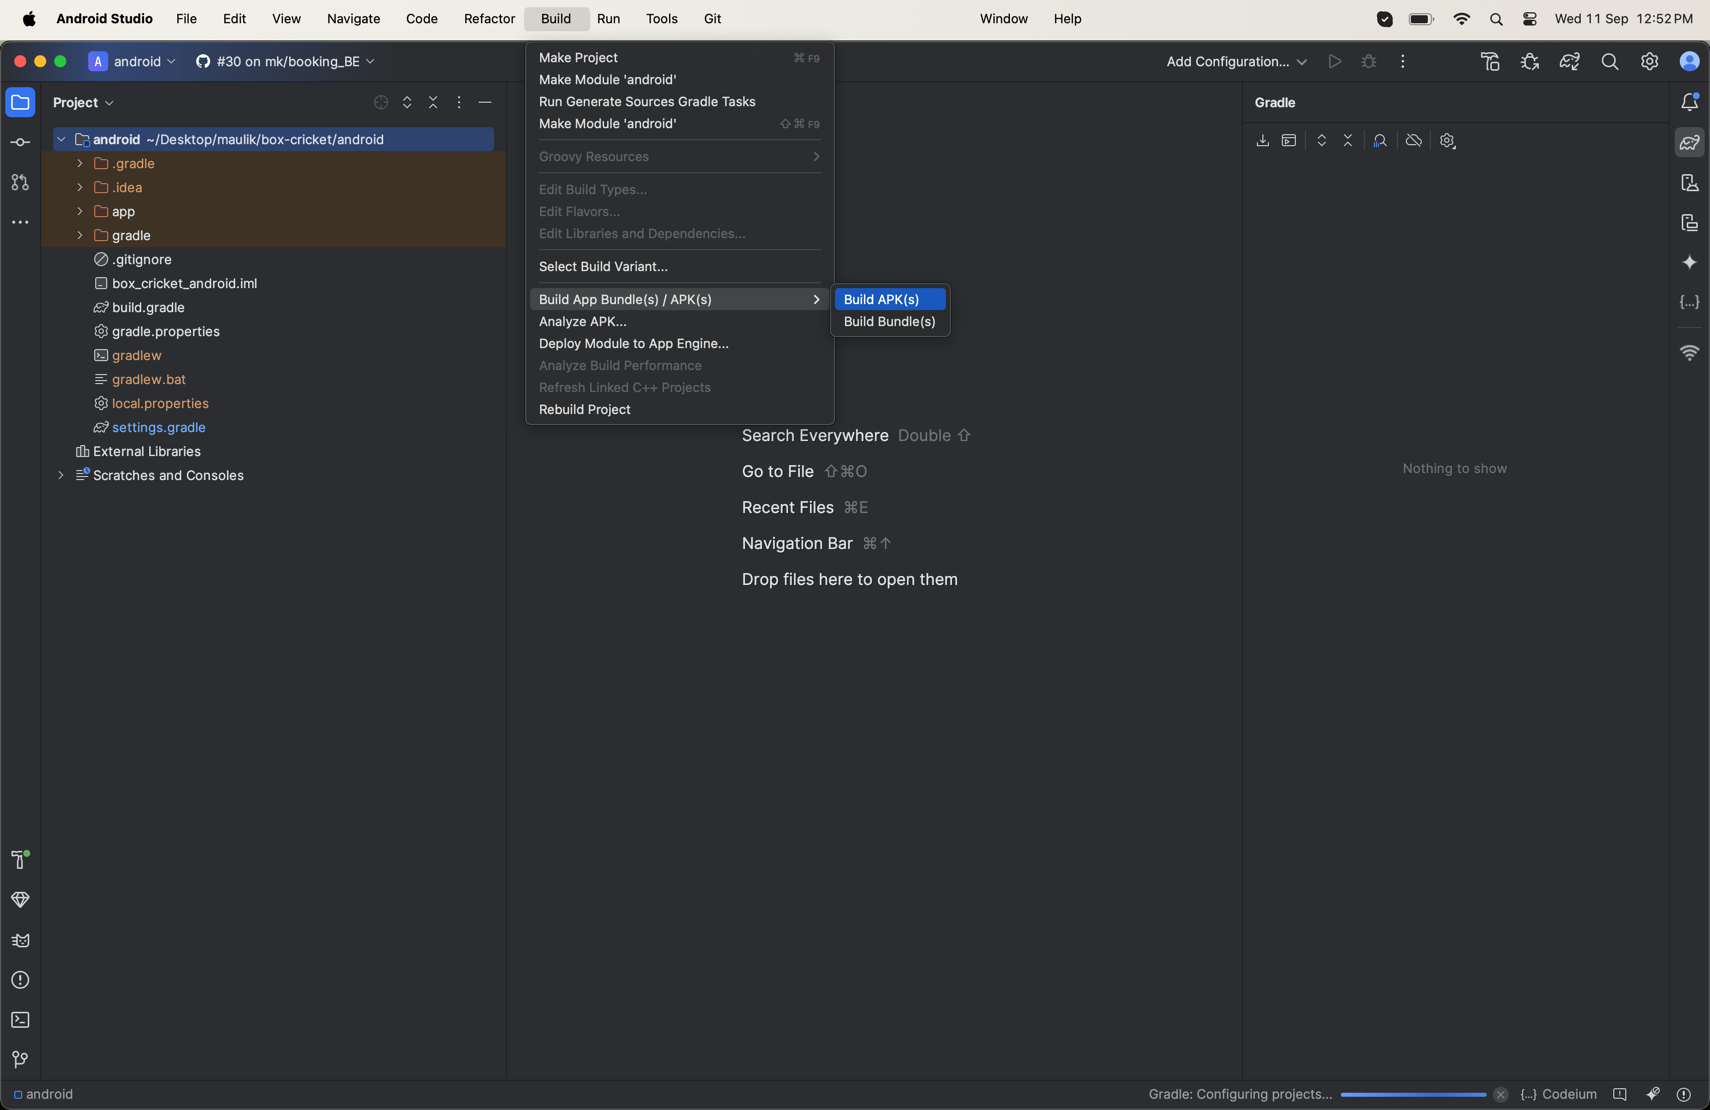 Android Studio File Edit View Navigate Code Refactor Build Run Tools Git Window Help Wed 11 Sep 12:52 PM
A android #30 on mk/booking_BE Add Configuration...
Project
android ~/Desktop/maulik/box-cricket/android
.gradle
.idea
app
gradle
.gitignore
box_cricket_android.iml
build.gradle
gradle.properties
gradlew
gradlew.bat
local.properties
settings.gradle
External Libraries
Scratches and Consoles
Make Project ⌘ F9
Make Module 'android'
Run Generate Sources Gradle Tasks
Make Module 'android' ⇧ ⌘ F9
Groovy Resources
Edit Build Types...
Edit Flavors...
Edit Libraries and Dependencies...
Select Build Variant...
Build App Bundle(s) / APK(s)
Analyze APK...
Deploy Module to App Engine...
Analyze Build Performance
Refresh Linked C++ Projects
Rebuild Project
Build APK(s)
Build Bundle(s)
Search Everywhere Double ⇧
Go to File ⇧⌘O
Recent Files ⌘E
Navigation Bar ⌘↑
Drop files here to open them
Gradle
Nothing to show
android
Gradle: Configuring projects...
{...} Codeium